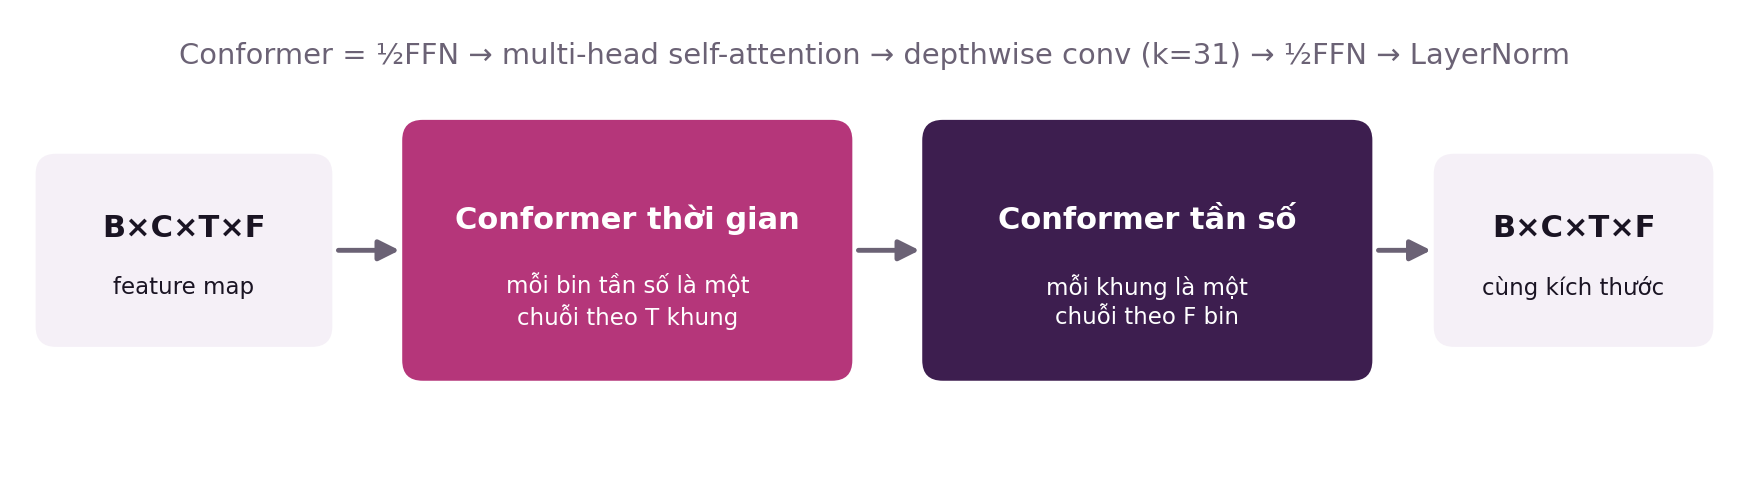 Conformer = ½FFN → multi-head self-attention → depthwise conv (k=31) → ½FFN → LayerNorm
B×C×T×F
feature map
Conformer thời gian
mỗi bin tần số là một
chuỗi theo T khung
Conformer tần số
mỗi khung là một
chuỗi theo F bin
B×C×T×F
cùng kích thước